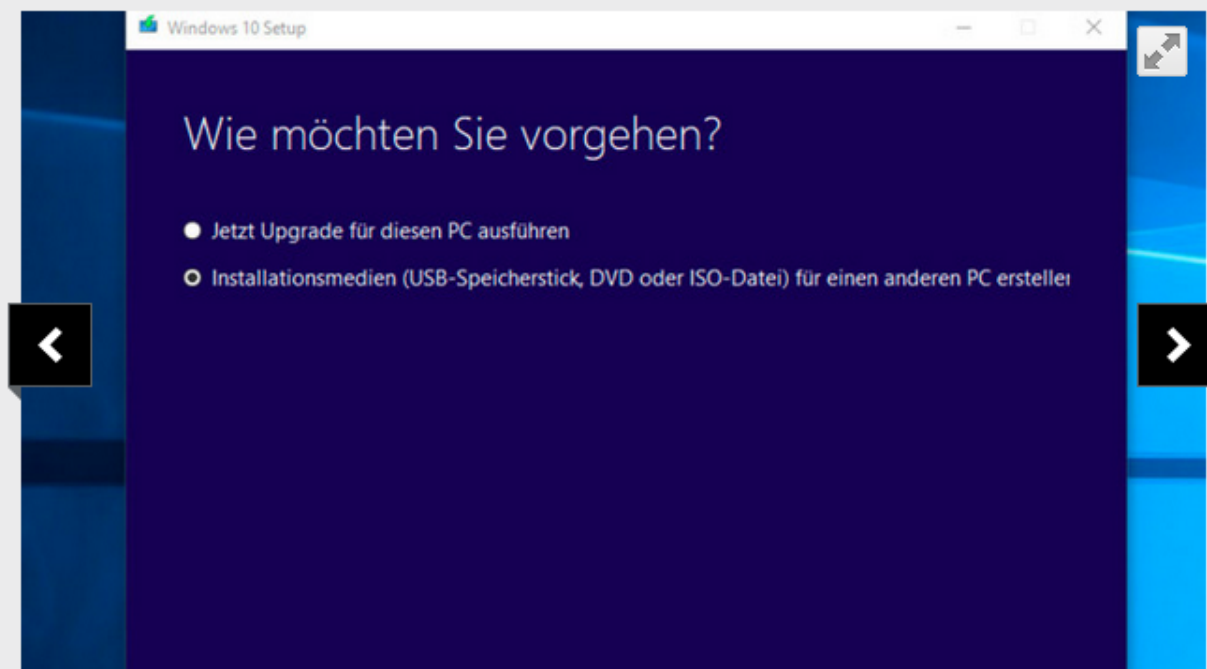 Windows 10 Setup
Wie möchten Sie vorgehen?
Jetzt Upgrade für diesen PC ausführen
Installationsmedien (USB-Speicherstick, DVD oder ISO-Datei) für einen anderen PC ersteller